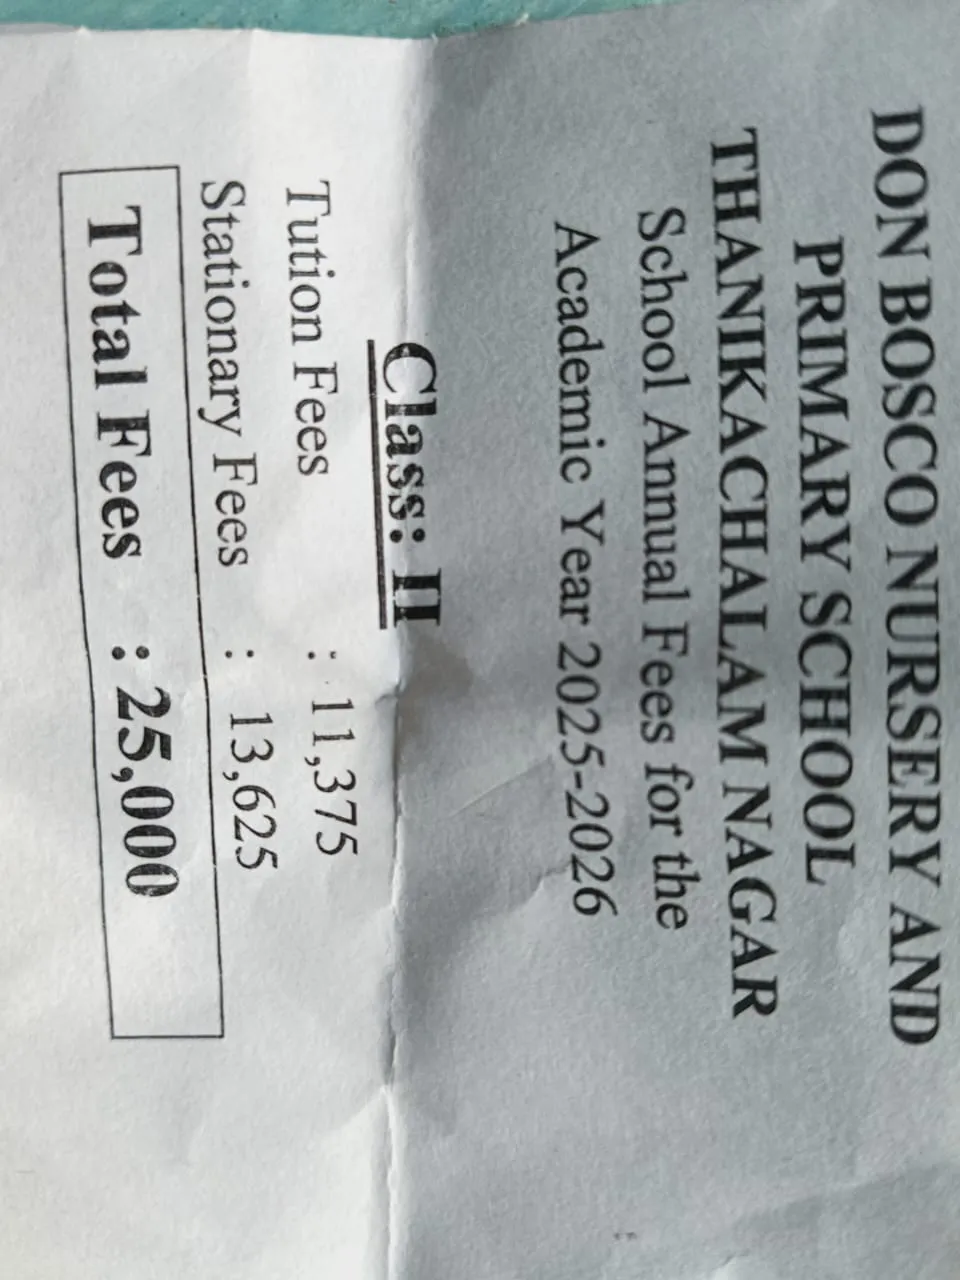 DON BOSCO NURSERY AND
PRIMARY SCHOOL
THANIKACHALAM NAGAR
School Annual Fees for the
Academic Year 2025-2026
Class: II
Tution Fees : 11,375
Stationary Fees : 13,625
Total Fees : 25,000